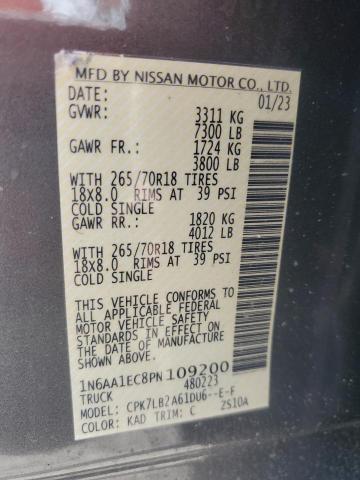 MFD BY NISSAN MOTOR CO., LTD.
DATE: 01/23
GVWR: 3311 KG
7300 LB
GAWR FR.: 1724 KG
3800 LB
WITH 265/70R18 TIRES
18X8.0 RIMS AT 39 PSI
COLD SINGLE
GAWR RR.: 1820 KG
4012 LB
WITH 265/70R18 TIRES
18X8.0 RIMS AT 39 PSI
COLD SINGLE
THIS VEHICLE CONFORMS TO
ALL APPLICABLE FEDERAL
MOTOR VEHICLE SAFETY
STANDARDS IN EFFECT ON
THE DATE OF MANUFACTURE
SHOWN ABOVE.
1N6AA1EC8PN109200
TRUCK 480223
MODEL: CPK7LB2A61DU6--E-F
COLOR: KAD TRIM: C ZS10A